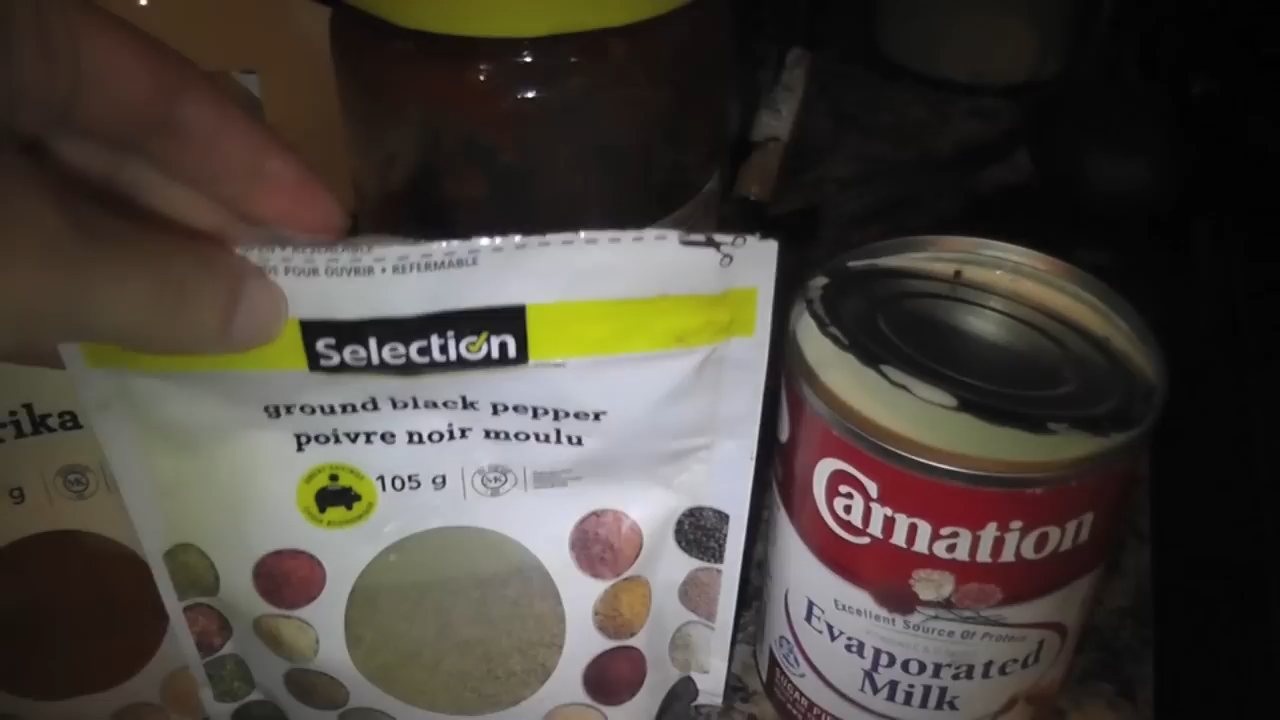 POUR OUVRIR • REFERMABLE
Selection
ground black pepper
poivre noir moulu
105 g
MK
rika
g
Carnation
Excellent Source Of Protein
Evaporated
Milk